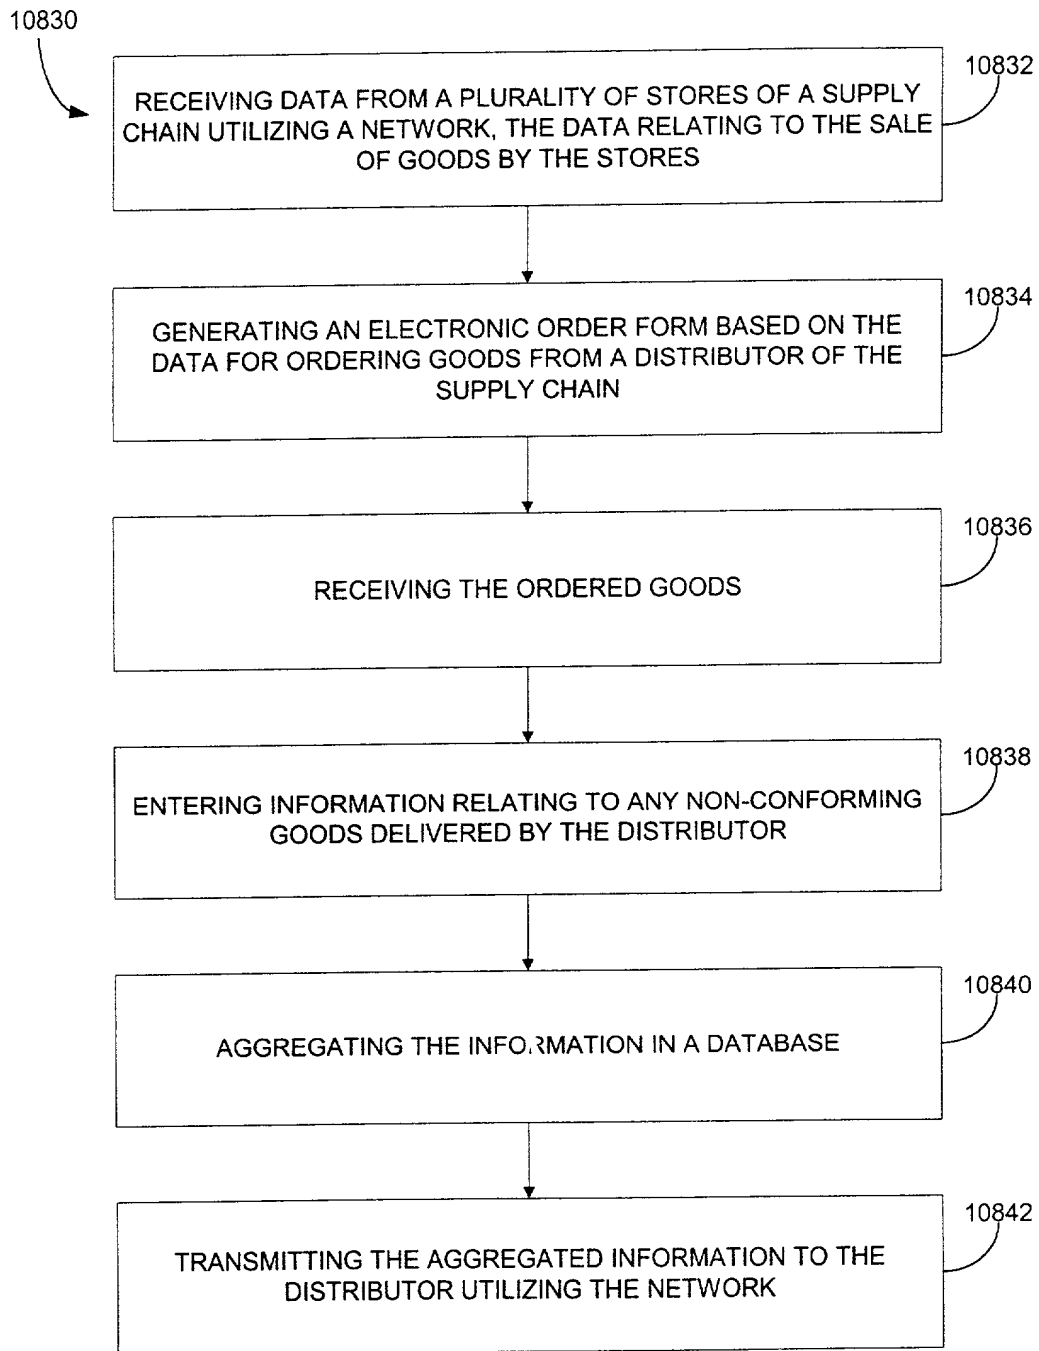 10830
10832
RECEIVING DATA FROM A PLURALITY OF STORES OF A SUPPLY
CHAIN UTILIZING A NETWORK, THE DATA RELATING TO THE SALE
OF GOODS BY THE STORES
10834
GENERATING AN ELECTRONIC ORDER FORM BASED ON THE
DATA FOR ORDERING GOODS FROM A DISTRIBUTOR OF THE
SUPPLY CHAIN
10836
RECEIVING THE ORDERED GOODS
10838
ENTERING INFORMATION RELATING TO ANY NON-CONFORMING
GOODS DELIVERED BY THE DISTRIBUTOR
10840
AGGREGATING THE INFORMATION IN A DATABASE
10842
TRANSMITTING THE AGGREGATED INFORMATION TO THE
DISTRIBUTOR UTILIZING THE NETWORK